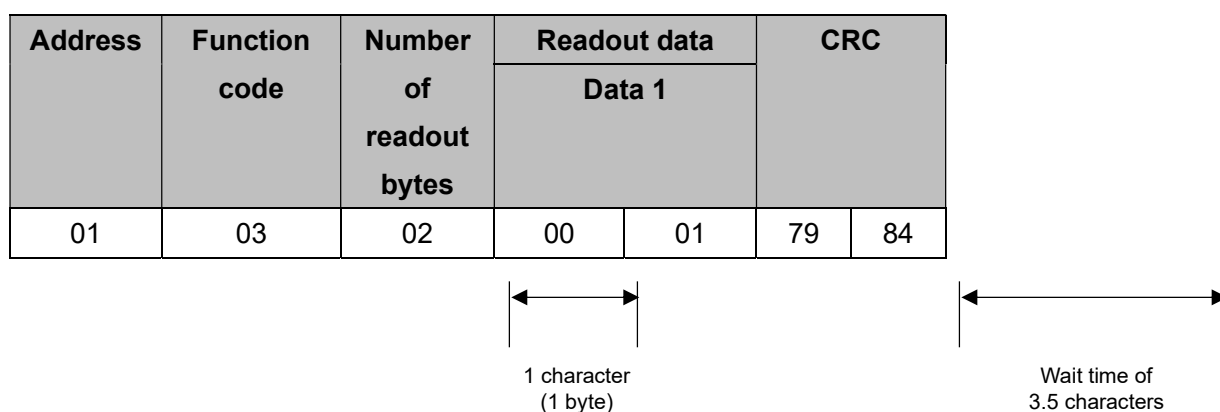 Address Function Number Readout data CRC
code of Data 1
readout
bytes
01 03 02 00 01 79 84
1 character Wait time of
(1 byte) 3.5 characters